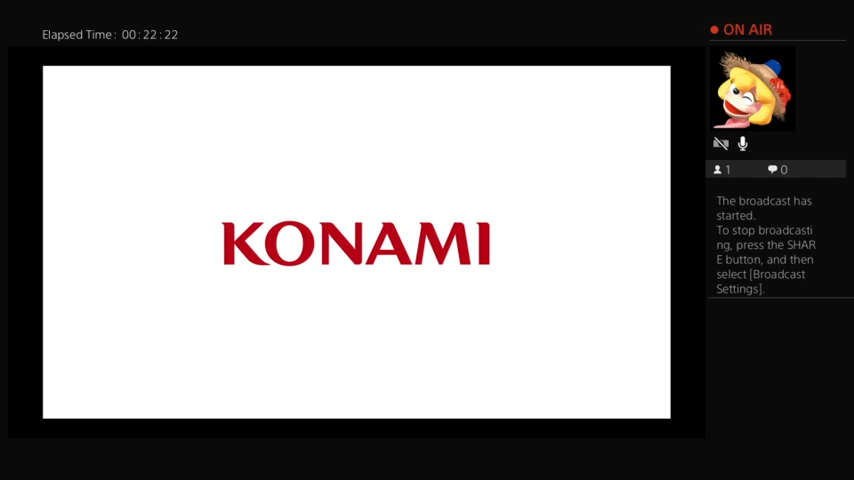 Elapsed Time: 00:22:22
ON AIR
KONAMI
1
0
The broadcast has
started.
To stop broadcasti
ng, press the SHAR
E button, and then
select [Broadcast
Settings].